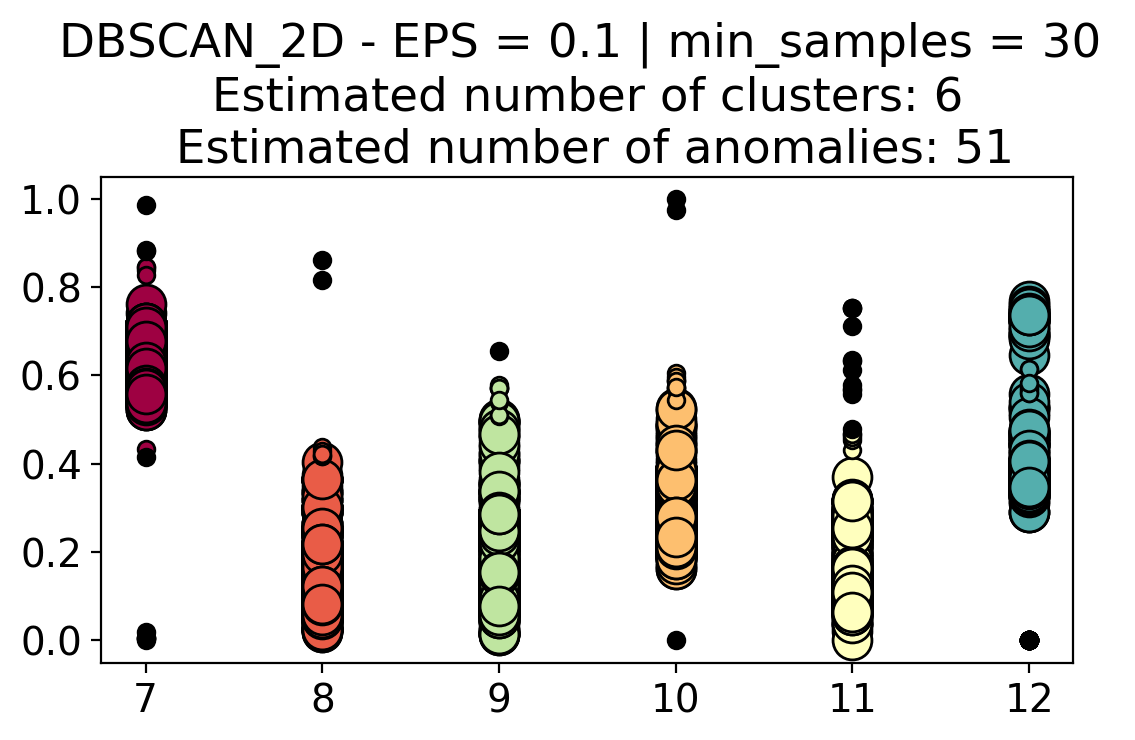 DBSCAN_2D - EPS = 0.1 | min_samples = 30
Estimated number of clusters: 6
Estimated number of anomalies: 51
1.0
0.8
0.6
0.4
0.2
0.0
7 8 9 10 11 12